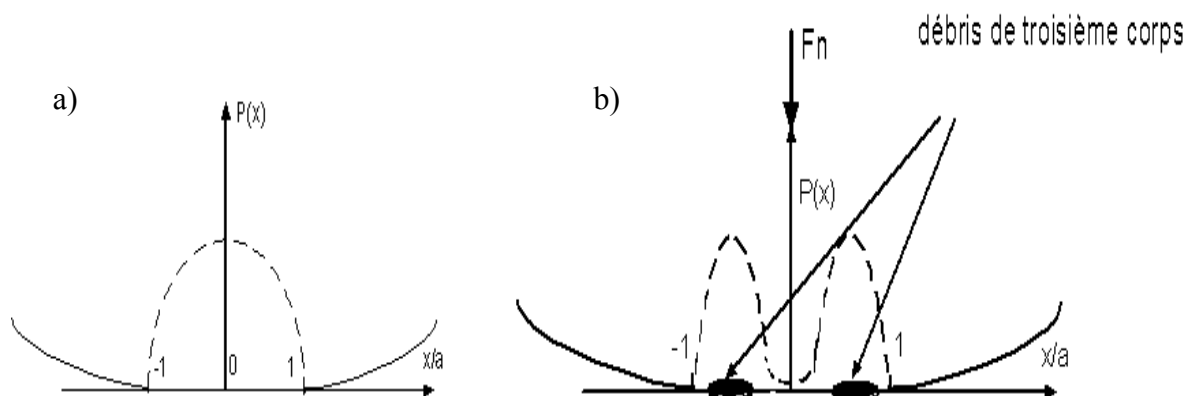 débris de troisième corps
Fn
a)
b)
P(x)
P(x)
-1
0
1
x/a
-1
1
x/a